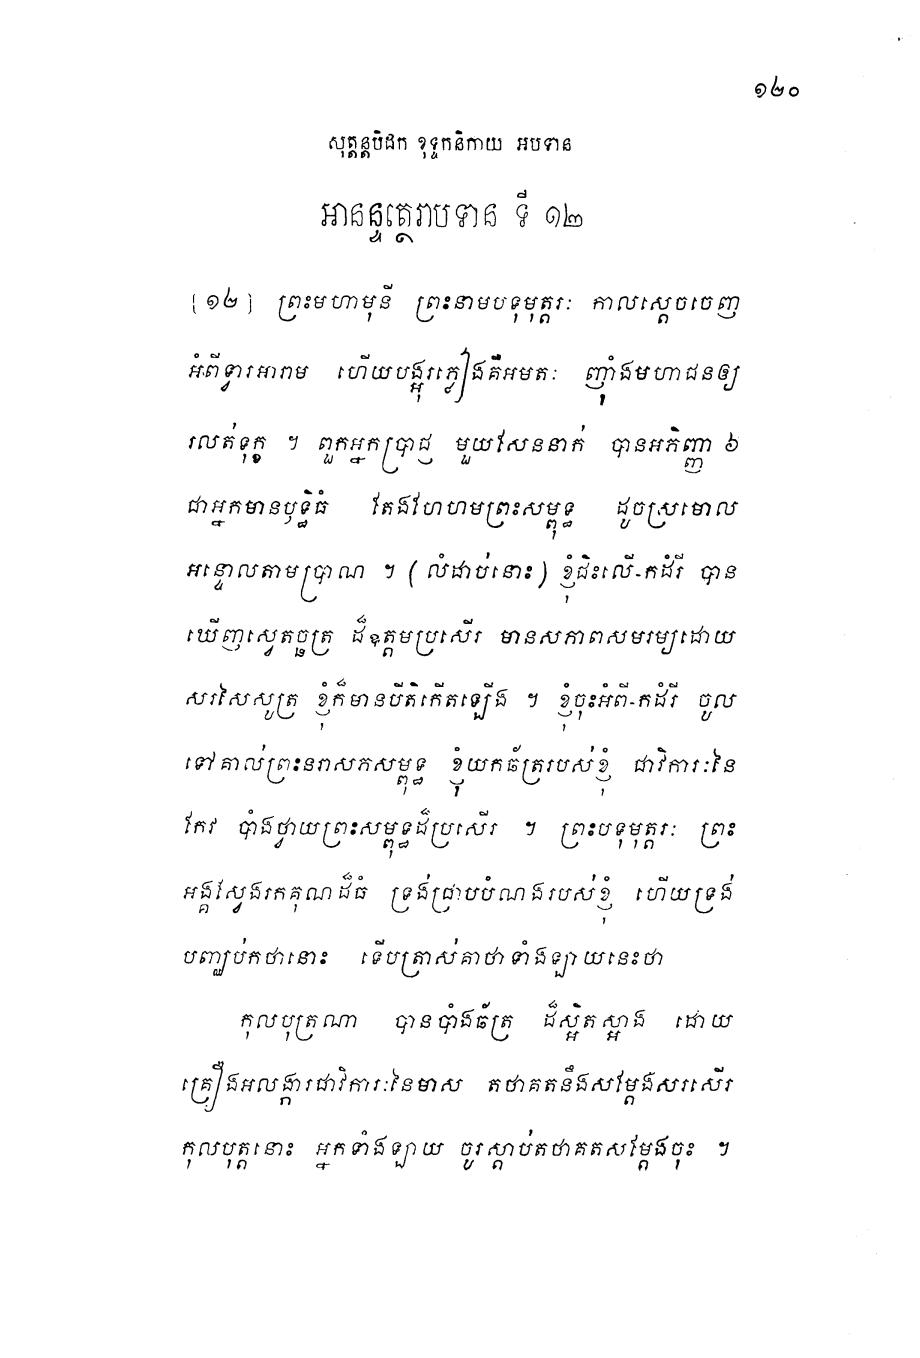 ១២០
សុត្តន្តបិដក ខុទ្ទកនិកាយ អបទាន
អានន្ទត្ថេរាបទាន ទី ១២
[១២] ព្រះមហាមុនី ព្រះនាមបទុមុត្តរៈ កាលស្តេចចេញ
អំពីទ្វារអារាម ហើយបង្អុរភ្លៀងគឺអមតៈ ញ៉ាំងមហាជនឲ្យ
រលត់ទុក្ខ ។ ពួកអ្នកប្រាជ្ញ មួយសែននាក់ បានអភិញ្ញា ៦
ជាអ្នកមានឫទ្ធិធំ តែងហែហមព្រះសម្ពុទ្ធ ដូចស្រមោល
អន្ទោលតាមប្រាណ ។ (លំដាប់នោះ) ខ្ញុំជិះលើ-កដំរី បាន
ឃើញស្វេតច្ឆត្រ ដ៏ឧត្តមប្រសើរ មានសភាពសមរម្យដោយ
សរសៃសូត្រ ខ្ញុំក៏មានបីតិកើតឡើង ។ ខ្ញុំចុះអំពី-កដំរី ចូល
ទៅគាល់ព្រះនរាសភសម្ពុទ្ធ ខ្ញុំយកឆ័ត្ររបស់ខ្ញុំ ជាវិការៈនៃ
កែវ បាំងថ្វាយព្រះសម្ពុទ្ធដ៏ប្រសើរ ។ ព្រះបទុមុត្តរៈ ព្រះ
អង្គស្វែងរកគុណដ៏ធំ ទ្រង់ជ្រាបបំណងរបស់ខ្ញុំ ហើយទ្រង់
បញ្ឈប់កថានោះ ទើបត្រាស់គាថាទាំងឡាយនេះថា
កុលបុត្រណា បានបាំងឆ័ត្រ ដ៏ស្អិតស្អាង ដោយ
គ្រឿងអលង្ការជាវិការៈនៃមាស តថាគតនឹងសម្តែងសរសើរ
កុលបុត្តនោះ អ្នកទាំងឡាយ ចូរស្តាប់តថាគតសម្តែងចុះ ។